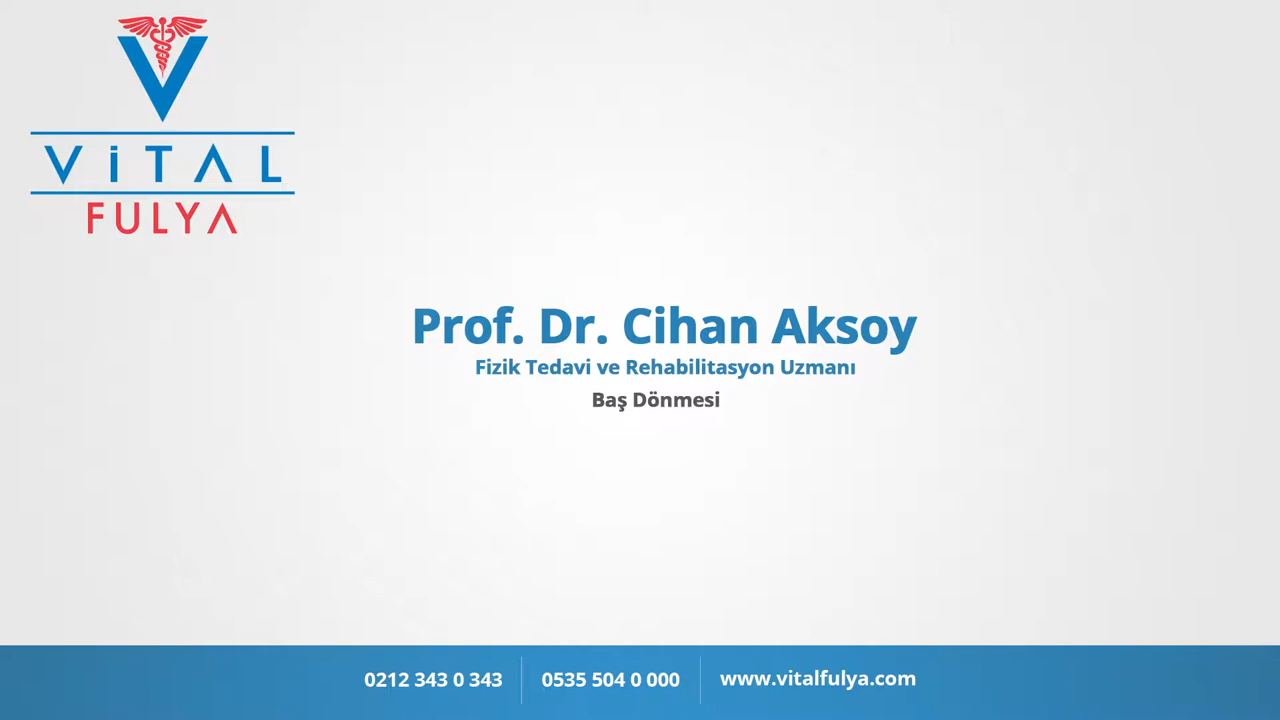 VİTAL
FULYA
Prof. Dr. Cihan Aksoy
Fizik Tedavi ve Rehabilitasyon Uzmanı
Baş Dönmesi
0212 343 0 343
0535 504 0 000
www.vitalfulya.com